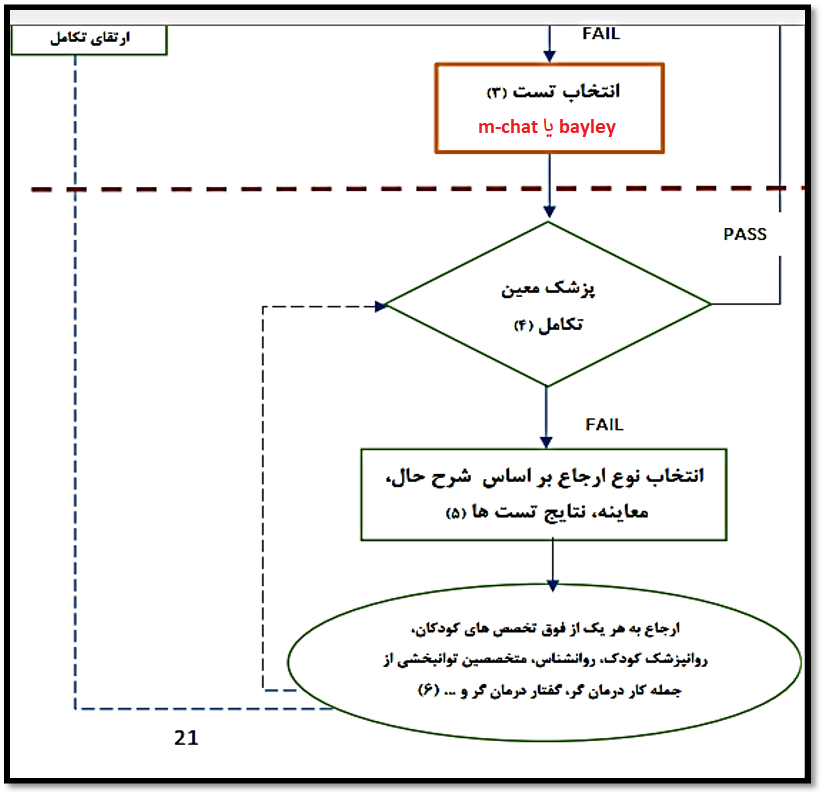 ارتقای تکامل
FAIL
انتخاب تست (۳)
bayley یا m-chat
PASS
پزشک معین
تکامل (۴)
FAIL
انتخاب نوع ارجاع بر اساس شرح حال،
معاینه، نتایج تست ها (۵)
ارجاع به هر یک از فوق تخصص های کودکان،
روانپزشک کودک، روانشناس، متخصصین توانبخشی از
جمله کار درمان گر، گفتار درمان گر و ... (۶)
21